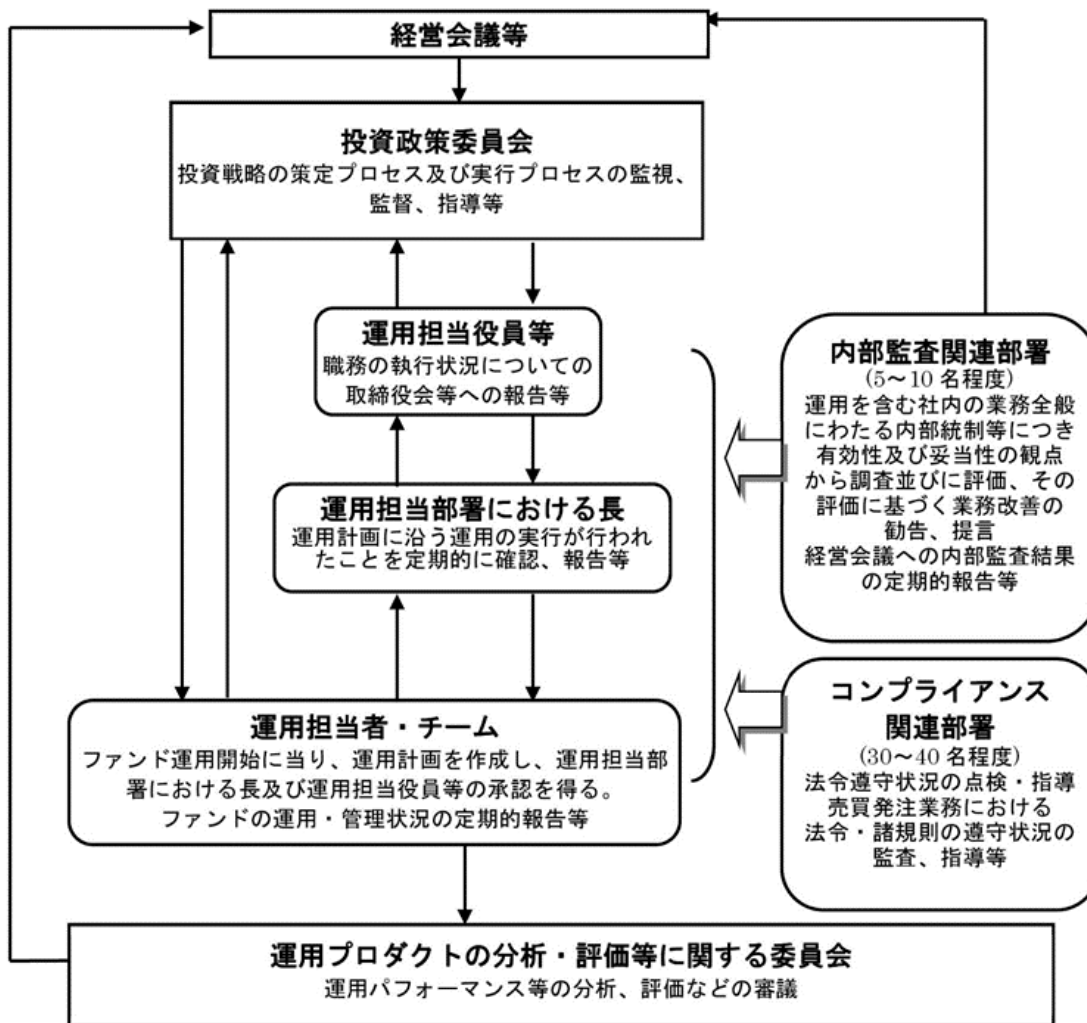 経営会議等
投資政策委員会
投資戦略の策定プロセス及び実行プロセスの監視、
監督、指導等
運用担当役員等
職務の執行状況についての
取締役会等への報告等
運用担当部署における長
運用計画に沿う運用の実行が行われ
たことを定期的に確認、報告等
運用担当者・チーム
ファンド運用開始に当り、運用計画を作成し、運用担当部
署における長及び運用担当役員等の承認を得る。
ファンドの運用・管理状況の定期的報告等
内部監査関連部署
(5～10 名程度)
運用を含む社内の業務全般
にわたる内部統制等につき
有効性及び妥当性の観点
から調査並びに評価、その
評価に基づく業務改善の
勧告、提言
経営会議への内部監査結果
の定期的報告等
コンプライアンス
関連部署
(30～40 名程度)
法令遵守状況の点検・指導
売買発注業務における
法令・諸規則の遵守状況の
監査、指導等
運用プロダクトの分析・評価等に関する委員会
運用パフォーマンス等の分析、評価などの審議